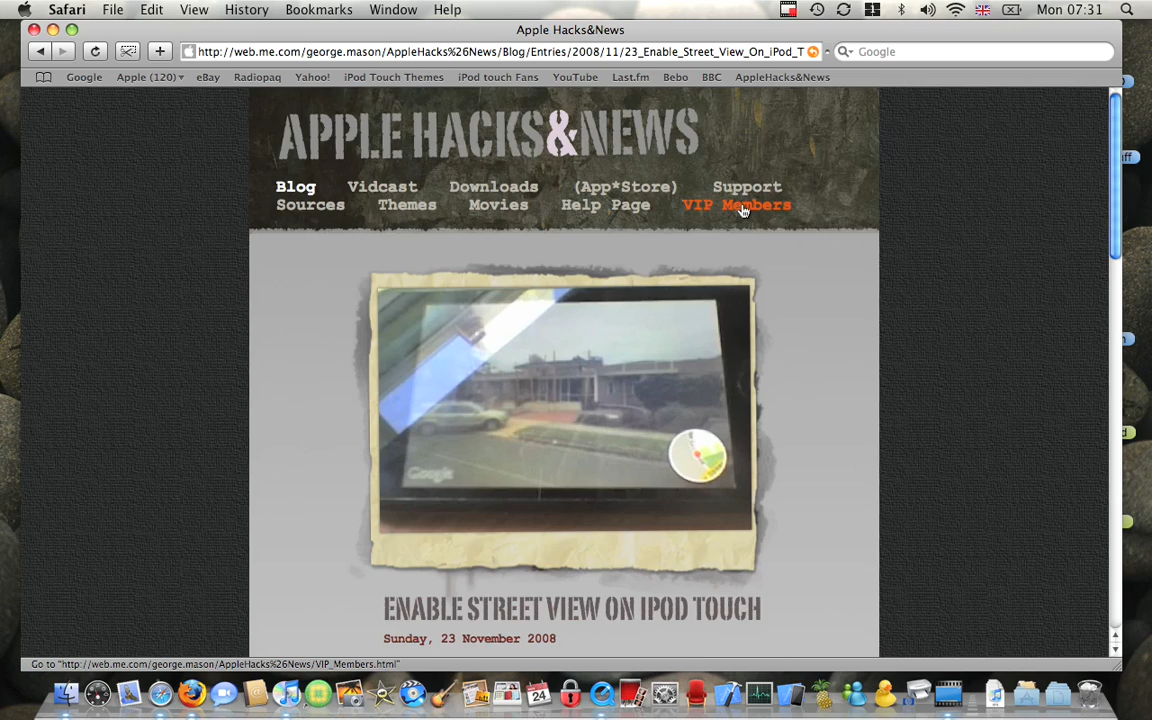 Safari File Edit View History Bookmarks Window Help Mon 07:31
Apple Hacks&News
http://web.me.com/george.mason/AppleHacks%26News/Blog/Entries/2008/11/23_Enable_Street_View_On_iPod_T Google
Google Apple (120) eBay Radiopaq Yahoo! iPod Touch Themes iPod touch Fans YouTube Last.fm Bebo BBC AppleHacks&News
APPLE HACKS&NEWS
Blog Vidcast Downloads (App*Store) Support
Sources Themes Movies Help Page VIP Members
Google
ENABLE STREET VIEW ON IPOD TOUCH
Sunday, 23 November 2008
Go to "http://web.me.com/george.mason/AppleHacks%26News/VIP_Members.html"